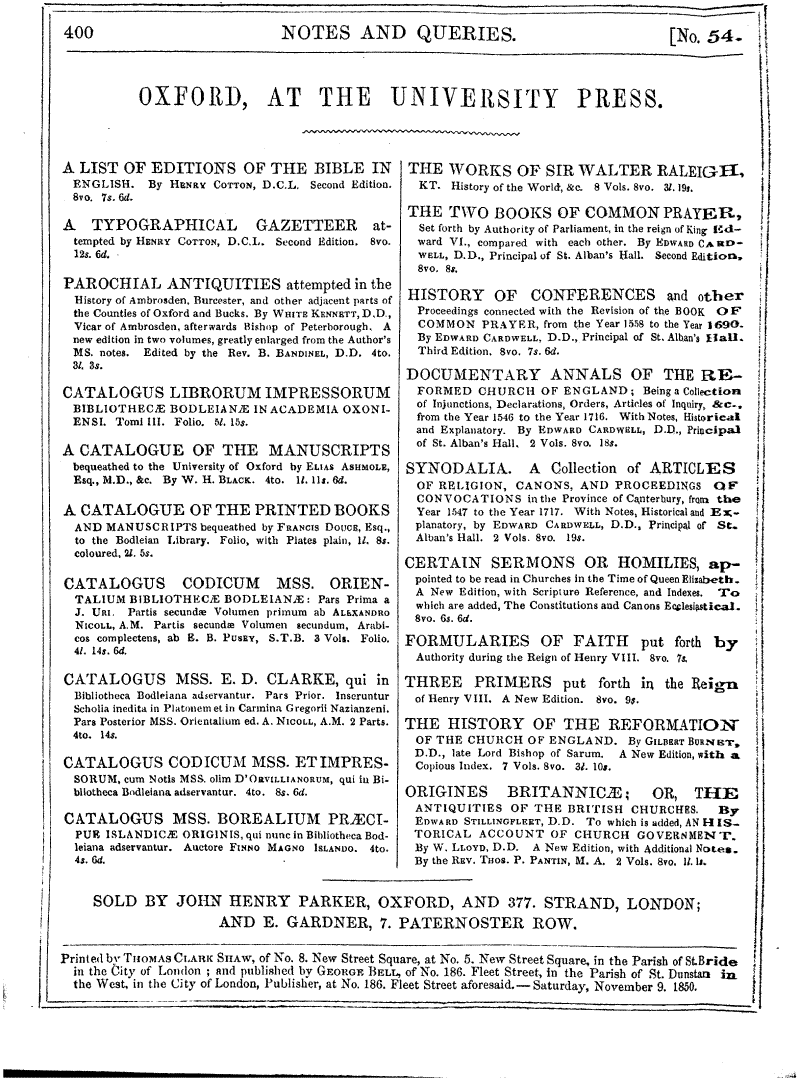 400 NOTES AND QUERIES. [No. 54.
OXFORD, AT THE UNIVERSITY PRESS.
A LIST OF EDITIONS OF THE BIBLE IN
ENGLISH. By HENRY COTTON, D.C.L. Second Edition.
8vo. 7s. 6d.
A TYPOGRAPHICAL GAZETTEER at-
tempted by HENRY COTTON, D.C.L. Second Edition. 8vo.
12s. 6d.
PAROCHIAL ANTIQUITIES attempted in the
History of Ambrosden, Burcester, and other adjacent parts of
the Counties of Oxford and Bucks. By WHITE KENNETT, D.D.,
Vicar of Ambrosden, afterwards Bishop of Peterborough. A
new edition in two volumes, greatly enlarged from the Author's
MS. notes. Edited by the Rev. B. BANDINEL, D.D. 4to.
3l. 3s.
CATALOGUS LIBRORUM IMPRESSORUM
BIBLIOTHECÆ BODLEIANÆ IN ACADEMIA OXONI-
ENSI. Tomi III. Folio. 5l. 15s.
A CATALOGUE OF THE MANUSCRIPTS
bequeathed to the University of Oxford by ELIAS ASHMOLE,
Esq., M.D., &c. By W. H. BLACK. 4to. 1l. 11s. 6d.
A CATALOGUE OF THE PRINTED BOOKS
AND MANUSCRIPTS bequeathed by FRANCIS DOUCE, Esq.,
to the Bodleian Library. Folio, with Plates plain, 1l. 8s.
coloured, 2l. 5s.
CATALOGUS CODICUM MSS. ORIEN-
TALIUM BIBLIOTHECÆ BODLEIANÆ: Pars Prima a
J. URI. Partis secundæ Volumen primum ab ALEXANDRO
NICOLL, A.M. Partis secundæ Volumen secundum, Arabi-
cos complectens, ab E. B. PUSEY, S.T.B. 3 Vols. Folio.
4l. 14s. 6d.
CATALOGUS MSS. E. D. CLARKE, qui in
Bibliotheca Bodleiana adservantur. Pars Prior. Inseruntur
Scholia inedita in Platonem et in Carmina Gregorii Nazianzeni.
Pars Posterior MSS. Orientalium ed. A. NICOLL, A.M. 2 Parts.
4to. 14s.
CATALOGUS CODICUM MSS. ET IMPRES-
SORUM, cum Notis MSS. olim D'ORVILLIANORUM, qui in Bi-
bliotheca Bodleiana adservantur. 4to. 8s. 6d.
CATALOGUS MSS. BOREALIUM PRÆCI-
PUE ISLANDICÆ ORIGINIS, qui nunc in Bibliotheca Bod-
leiana adservantur. Auctore FINNO MAGNO ISLANDO. 4to.
4s. 6d.
THE WORKS OF SIR WALTER RALEIGH,
KT. History of the World, &c. 8 Vols. 8vo. 3l. 19s.
THE TWO BOOKS OF COMMON PRAYER,
Set forth by Authority of Parliament, in the reign of King Ed-
ward VI., compared with each other. By EDWARD CARD-
WELL, D.D., Principal of St. Alban's Hall. Second Edition,
8vo. 8s.
HISTORY OF CONFERENCES and other
Proceedings connected with the Revision of the BOOK OF
COMMON PRAYER, from the Year 1558 to the Year 1690.
By EDWARD CARDWELL, D.D., Principal of St. Alban's Hall.
Third Edition. 8vo. 7s. 6d.
DOCUMENTARY ANNALS OF THE RE-
FORMED CHURCH OF ENGLAND; Being a Collection
of Injunctions, Declarations, Orders, Articles of Inquiry, &c.,
from the Year 1546 to the Year 1716. With Notes, Historical
and Explanatory. By EDWARD CARDWELL, D.D., Principal
of St. Alban's Hall. 2 Vols. 8vo. 18s.
SYNODALIA. A Collection of ARTICLES
OF RELIGION, CANONS, AND PROCEEDINGS OF
CONVOCATIONS in the Province of Canterbury, from the
Year 1547 to the Year 1717. With Notes, Historical and Ex-
planatory, by EDWARD CARDWELL, D.D., Principal of St.
Alban's Hall. 2 Vols. 8vo. 19s.
CERTAIN SERMONS OR HOMILIES, ap-
pointed to be read in Churches in the Time of Queen Elizabeth.
A New Edition, with Scripture Reference, and Indexes. To
which are added, The Constitutions and Canons Ecclesiastical.
8vo. 6s. 6d.
FORMULARIES OF FAITH put forth by
Authority during the Reign of Henry VIII. 8vo. 7s.
THREE PRIMERS put forth in the Reign
of Henry VIII. A New Edition. 8vo. 9s.
THE HISTORY OF THE REFORMATION
OF THE CHURCH OF ENGLAND. By GILBERT BURNET,
D.D., late Lord Bishop of Sarum. A New Edition, with a
Copious Index. 7 Vols. 8vo. 3l. 10s.
ORIGINES BRITANNICÆ; OR, THE
ANTIQUITIES OF THE BRITISH CHURCHES. By
EDWARD STILLINGFLEET, D.D. To which is added, AN HIS-
TORICAL ACCOUNT OF CHURCH GOVERNMENT.
By W. LLOYD, D.D. A New Edition, with Additional Notes.
By the REV. THOS. P. PANTIN, M. A. 2 Vols. 8vo. 1l. 1s.
SOLD BY JOHN HENRY PARKER, OXFORD, AND 377. STRAND, LONDON;
AND E. GARDNER, 7. PATERNOSTER ROW.
Printed by THOMAS CLARK SHAW, of No. 8. New Street Square, at No. 5. New Street Square, in the Parish of St. Bride
in the City of London ; and published by GEORGE BELL, of No. 186. Fleet Street, in the Parish of St. Dunstan in
the West, in the City of London, Publisher, at No. 186. Fleet Street aforesaid.— Saturday, November 9. 1850.